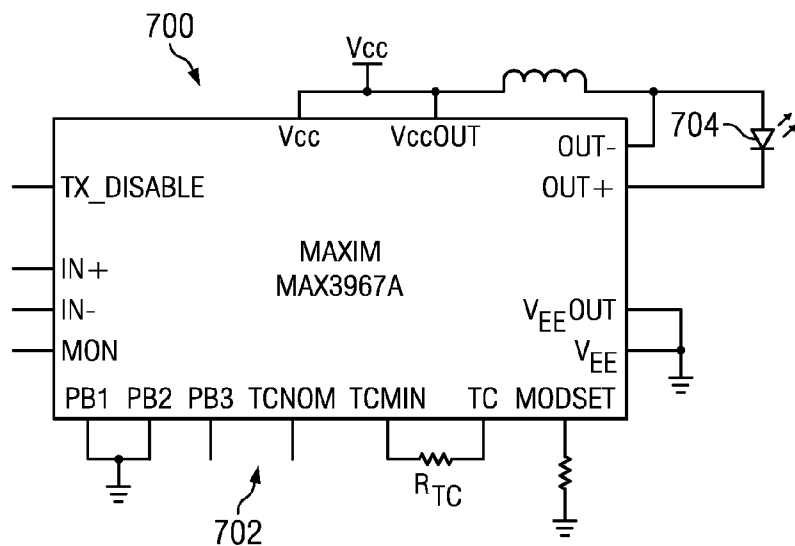 700
Vcc
Vcc
VccOUT
OUT-
704
OUT+
TX_DISABLE
MAXIM
MAX3967A
IN+
IN-
MON
VEEOUT
VEE
PB1 PB2 PB3 TCNOM TCMIN TC MODSET
RTC
702